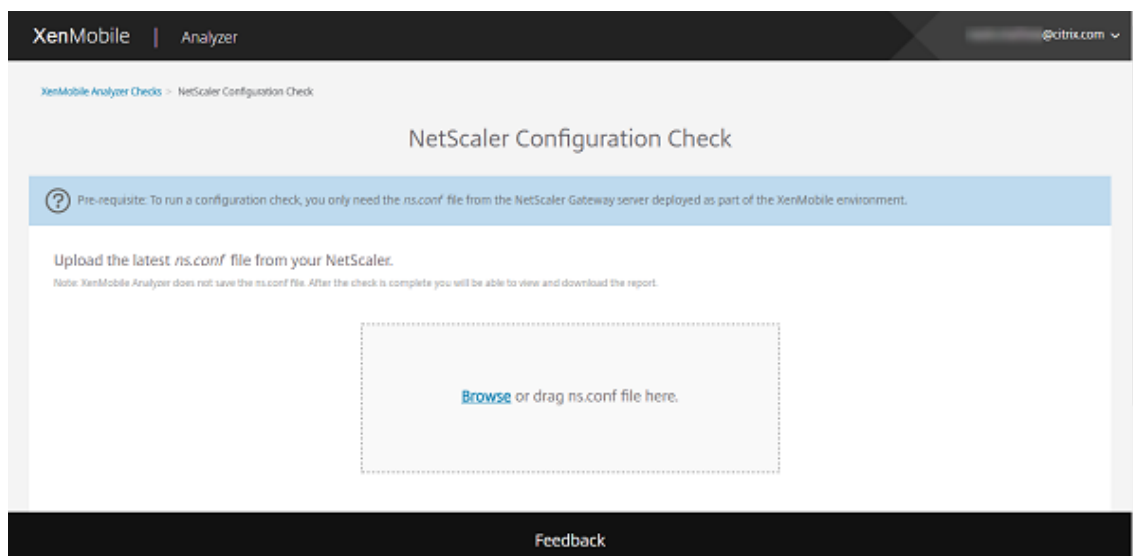 XenMobile | Analyzer
@citrix.com
XenMobile Analyzer Checks > NetScaler Configuration Check
NetScaler Configuration Check
Pre-requisite: To run a configuration check, you only need the ns.conf file from the NetScaler Gateway server deployed as part of the XenMobile environment.
Upload the latest ns.conf file from your NetScaler.
Note: XenMobile Analyzer does not save the ns.conf file. After the check is complete you will be able to view and download the report.
Browse or drag ns.conf file here.
Feedback